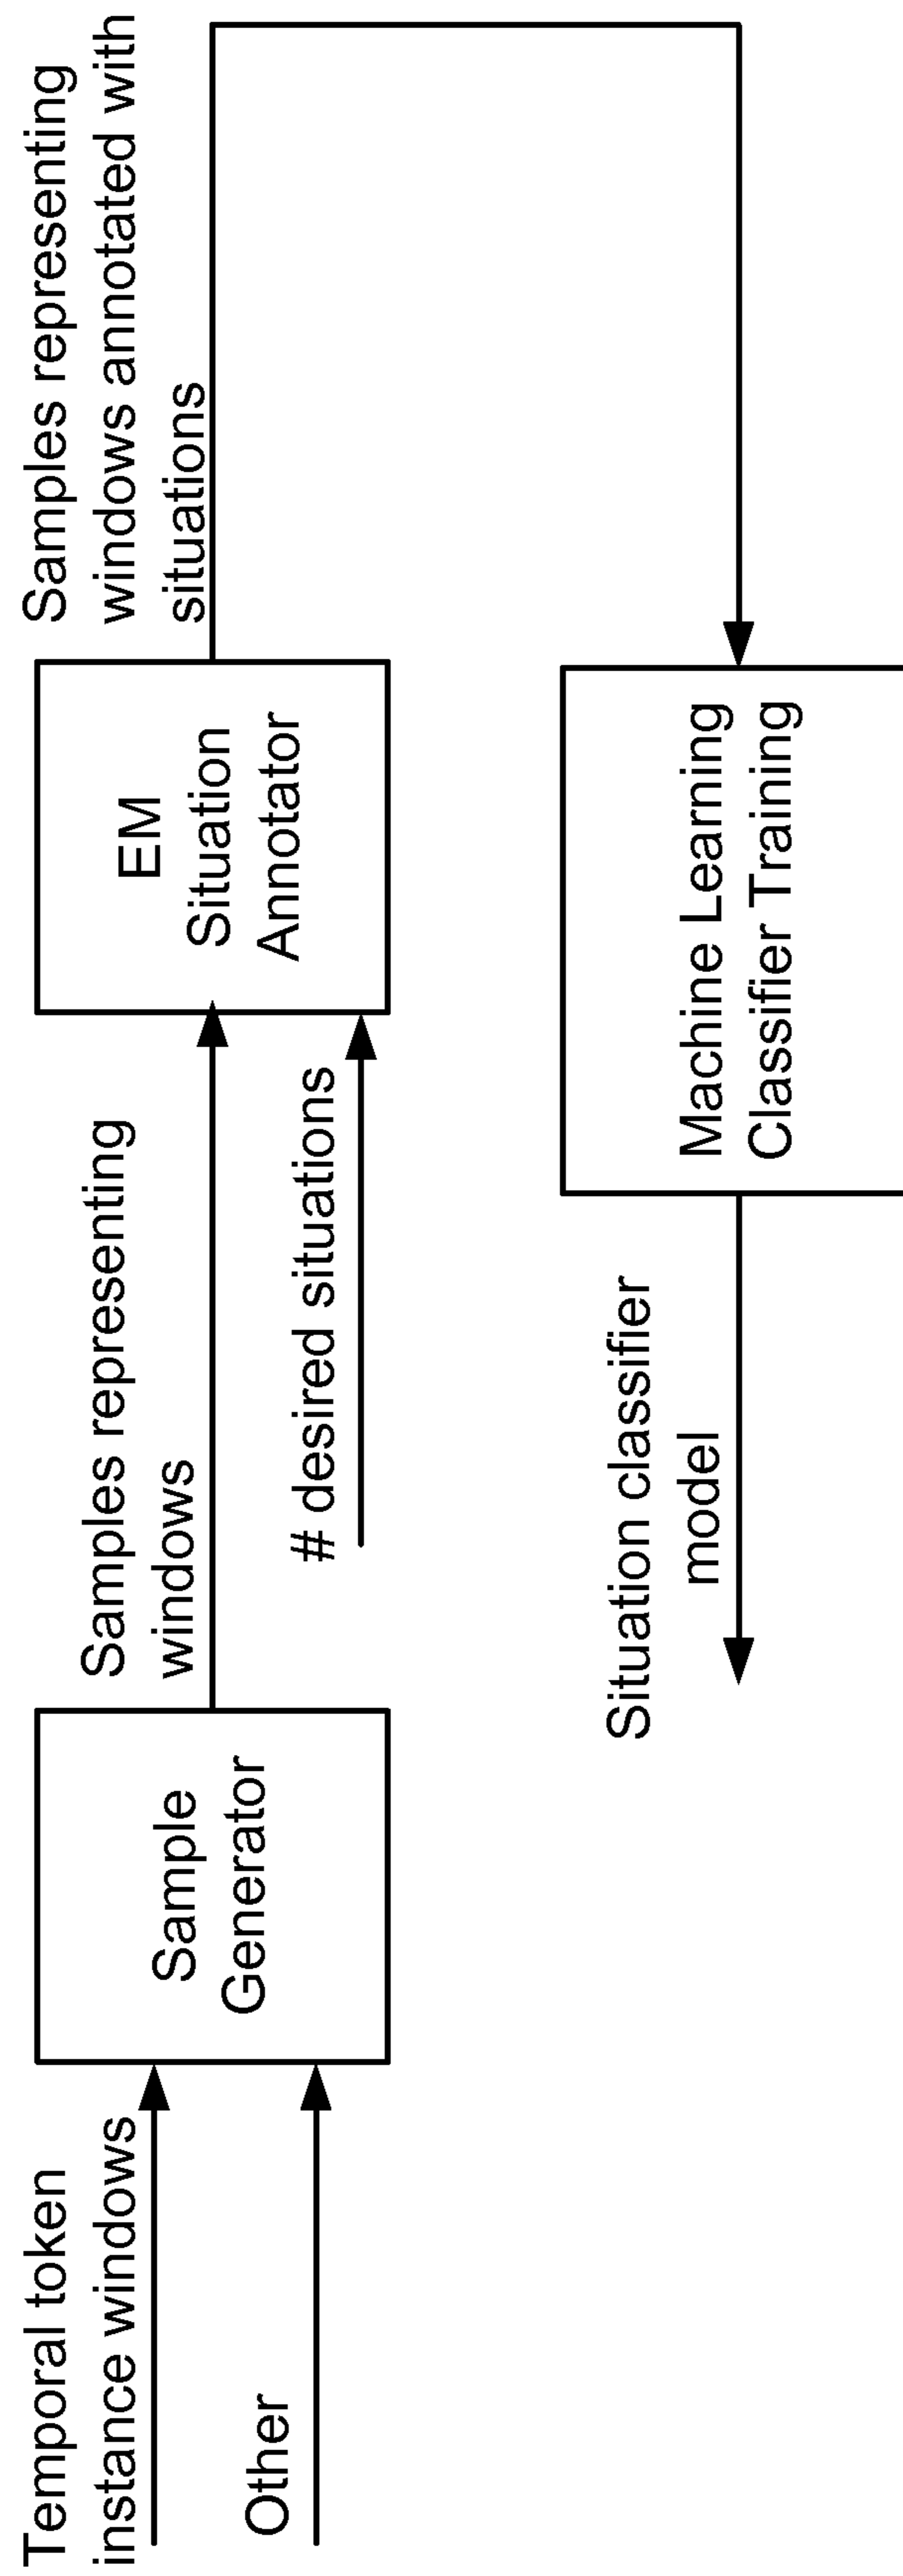 Temporal token
instance windows
Other
Sample
Generator
Samples representing
windows
# desired situations
EM
Situation
Annotator
Samples representing
windows annotated with
situations
Machine Learning
Classifier Training
Situation classifier
model